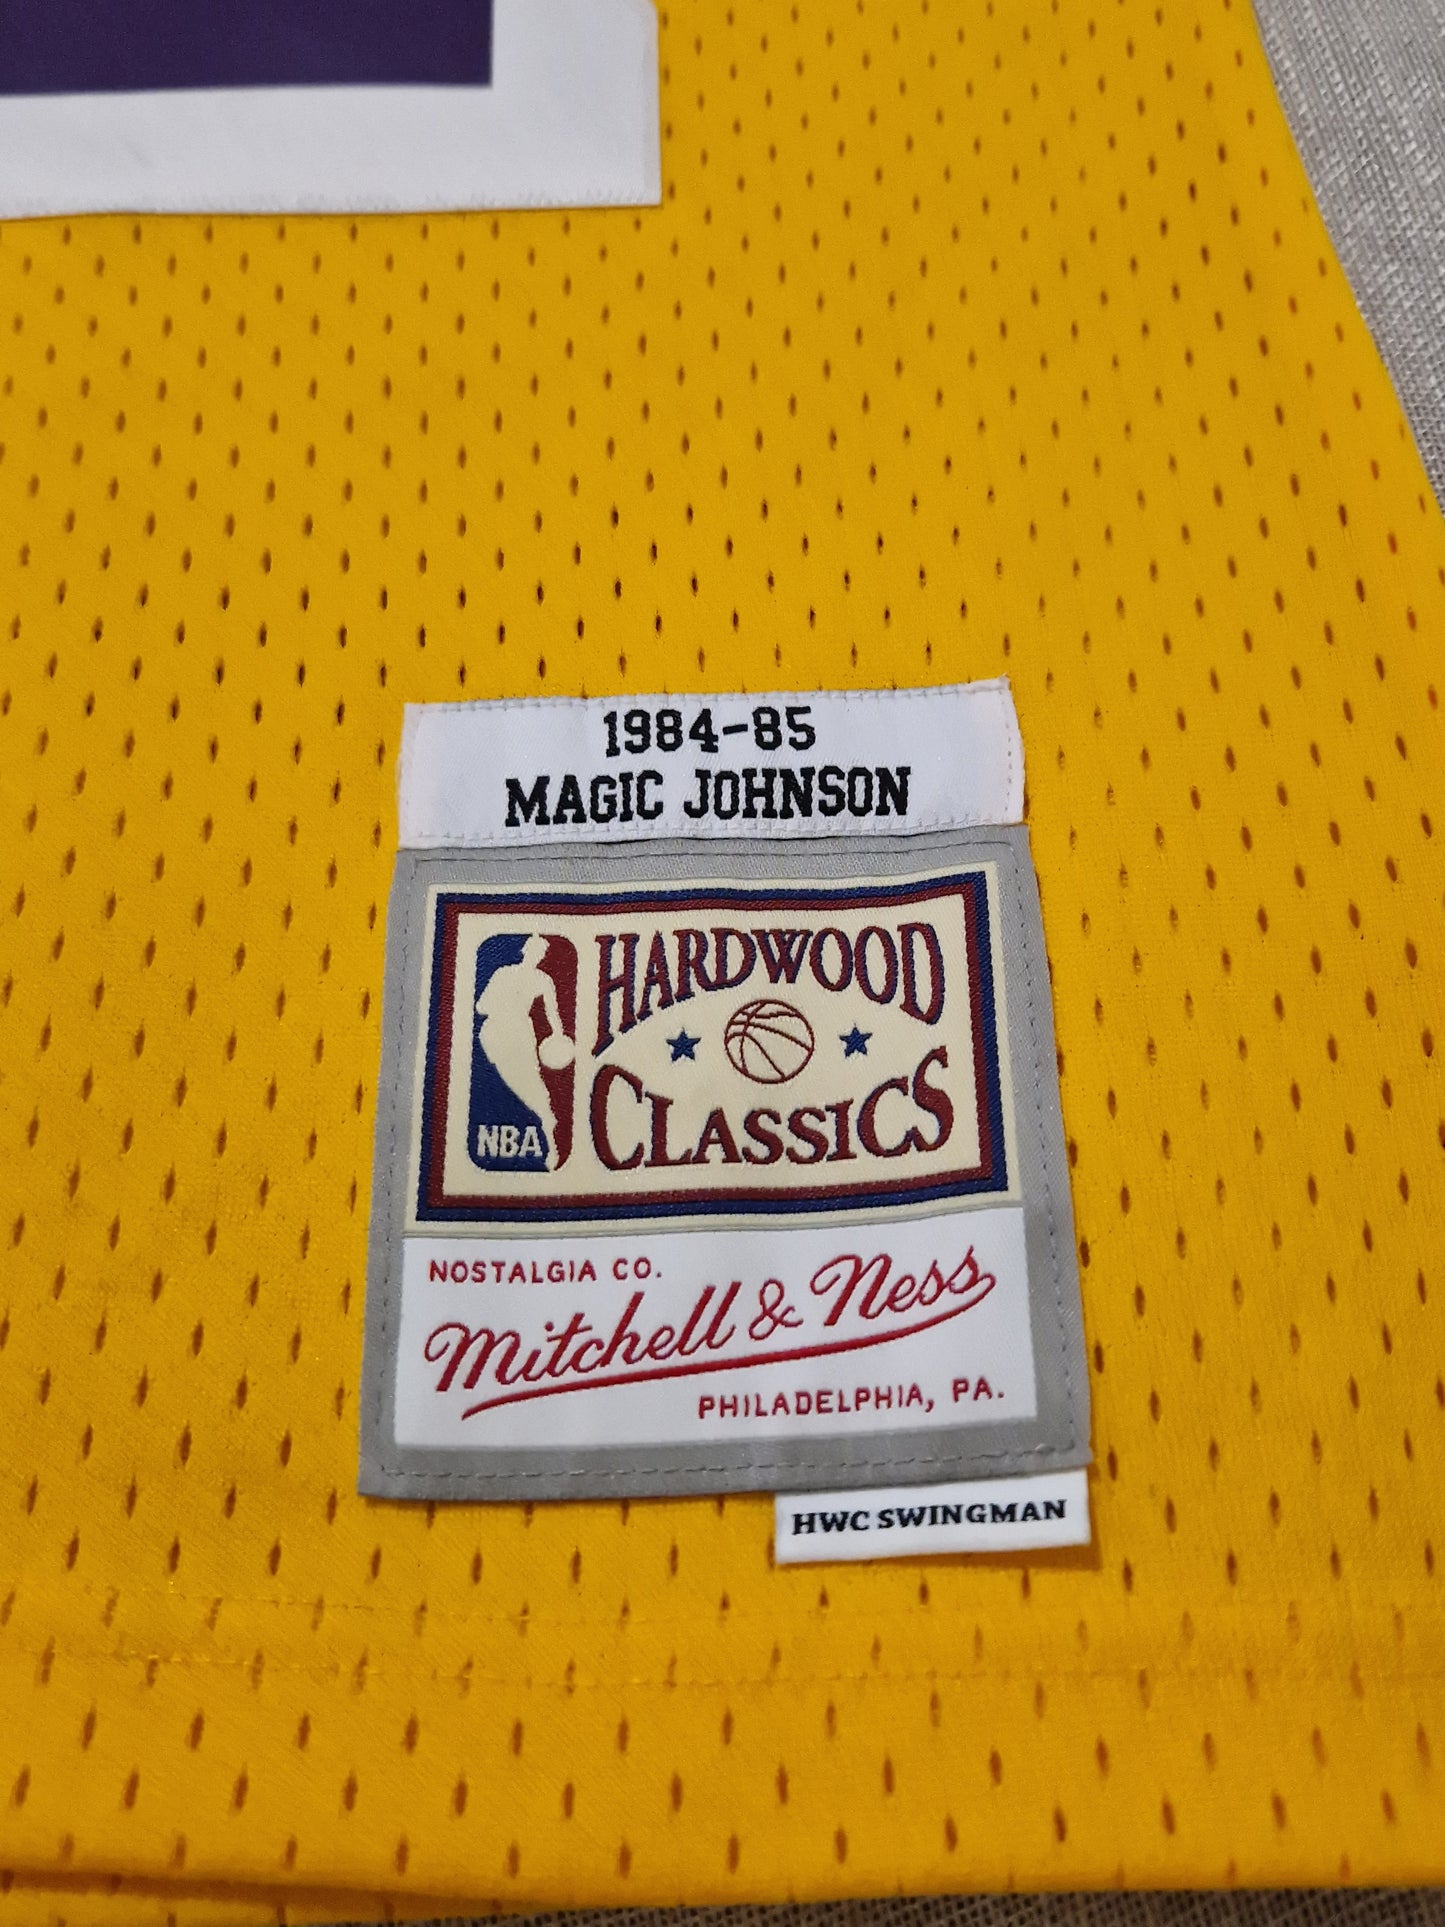 1984-85
MAGIC JOHNSON
HARDWOOD
CLASSICS
NBA
NOSTALGIA CO.
Mitchell & Ness
PHILADELPHIA, PA.
HWC SWINGMAN